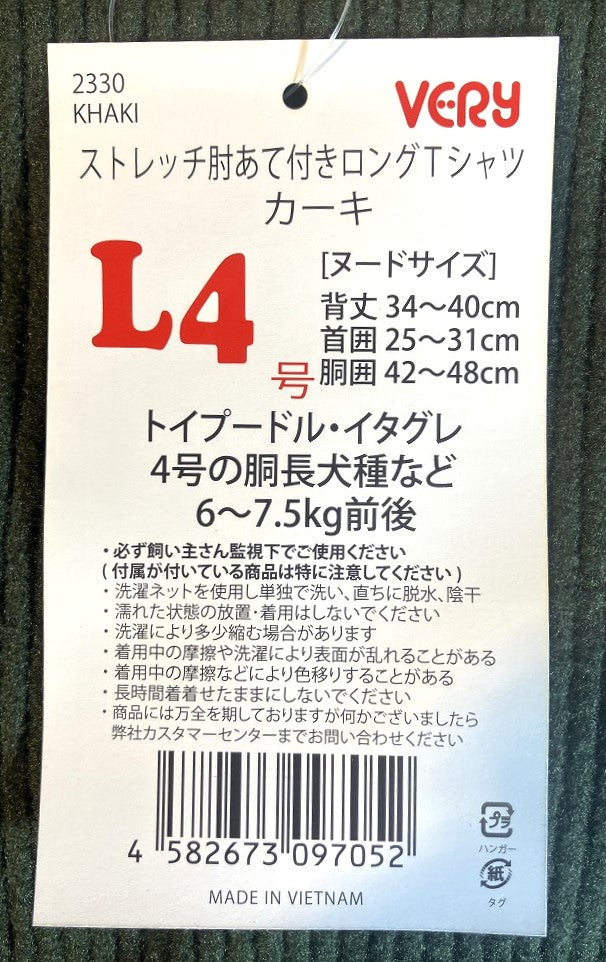 2330
KHAKI
VERY
ストレッチ肘あて付きロングTシャツ
カーキ
L4号
[ヌードサイズ]
背丈 34～40cm
首囲 25～31cm
胴囲 42～48cm
トイプードル・イタグレ
4号の胴長犬種など
6～7.5kg前後
・必ず飼い主さん監視下でご使用ください
( 付属が付いている商品は特に注意してください )
・洗濯ネットを使用し単独で洗い、直ちに脱水、陰干
・濡れた状態の放置・着用はしないでください
・洗濯により多少縮む場合があります
・着用中の摩擦や洗濯により表面が乱れることがある
・着用中の摩擦などにより色移りすることがある
・長時間着着せたままにしないでください
・商品には万全を期しておりますが何かございましたら
弊社カスタマーセンターまでお問い合わせください
4 582673 097052
MADE IN VIETNAM
プラ
ハンガー
紙
タグ